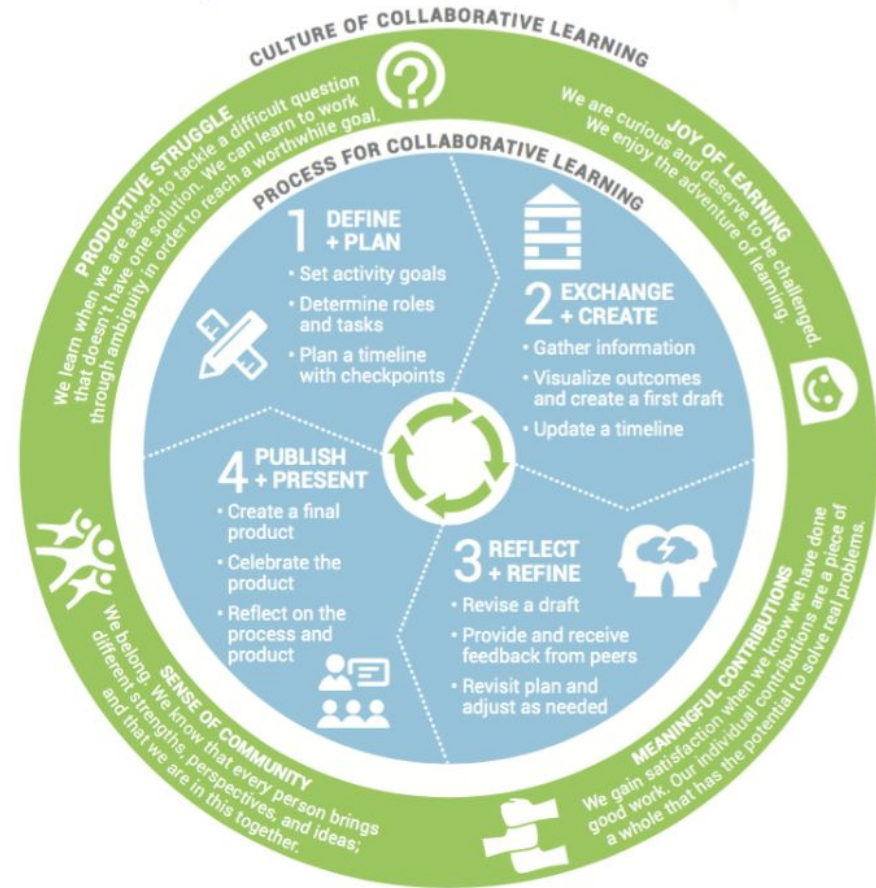 CULTURE OF COLLABORATIVE LEARNING
PRODUCTIVE STRUGGLE
We learn when we are asked to tackle a difficult question
that doesn't have one solution. We can learn to work
through ambiguity in order to reach a worthwhile goal.
JOY OF LEARNING
We are curious and deserve to be challenged.
We enjoy the adventure of learning.
PROCESS FOR COLLABORATIVE LEARNING
1 DEFINE
+ PLAN
• Set activity goals
• Determine roles
and tasks
• Plan a timeline
with checkpoints
2 EXCHANGE
+ CREATE
• Gather information
• Visualize outcomes
and create a first draft
• Update a timeline
3 REFLECT
+ REFINE
• Revise a draft
• Provide and receive
feedback from peers
• Revisit plan and
adjust as needed
4 PUBLISH
+ PRESENT
• Create a final
product
• Celebrate the
product
• Reflect on the
process and
product
SENSE OF COMMUNITY
We belong. We know that every person brings
different strengths, perspectives, and ideas;
and that we are in this together.
MEANINGFUL CONTRIBUTIONS
We gain satisfaction when we know we have done
good work. Our individual contributions are a piece of
a whole that has the potential to solve real problems.